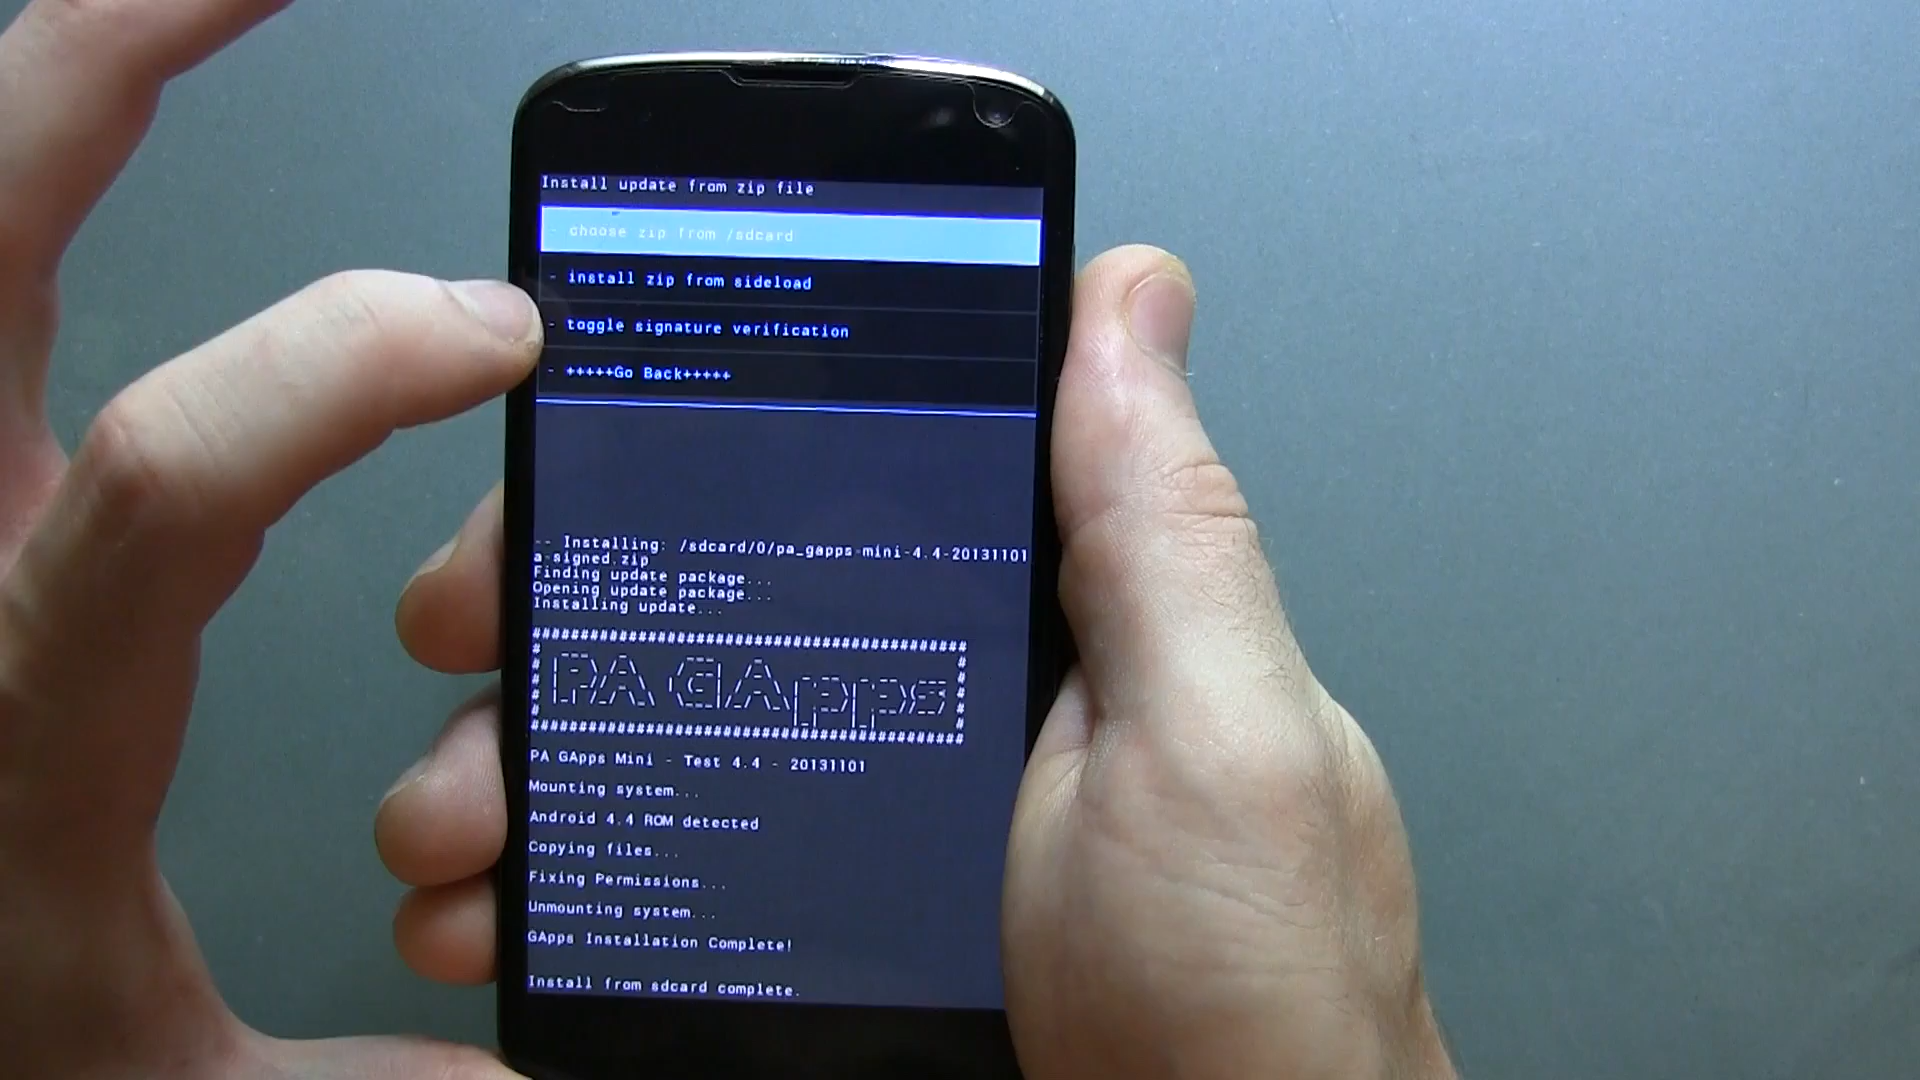 Install update from zip file
- choose zip from /sdcard
- install zip from sideload
- toggle signature verification
- +++++Go Back+++++
-- Installing: /sdcard/0/pa_gapps-mini-4.4-20131101
a-signed.zip
Finding update package...
Opening update package...
Installing update...
PA GApps
PA GApps Mini - Test 4.4 - 20131101
Mounting system...
Android 4.4 ROM detected
Copying files...
Fixing Permissions...
Unmounting system...
GApps Installation Complete!
Install from sdcard complete.